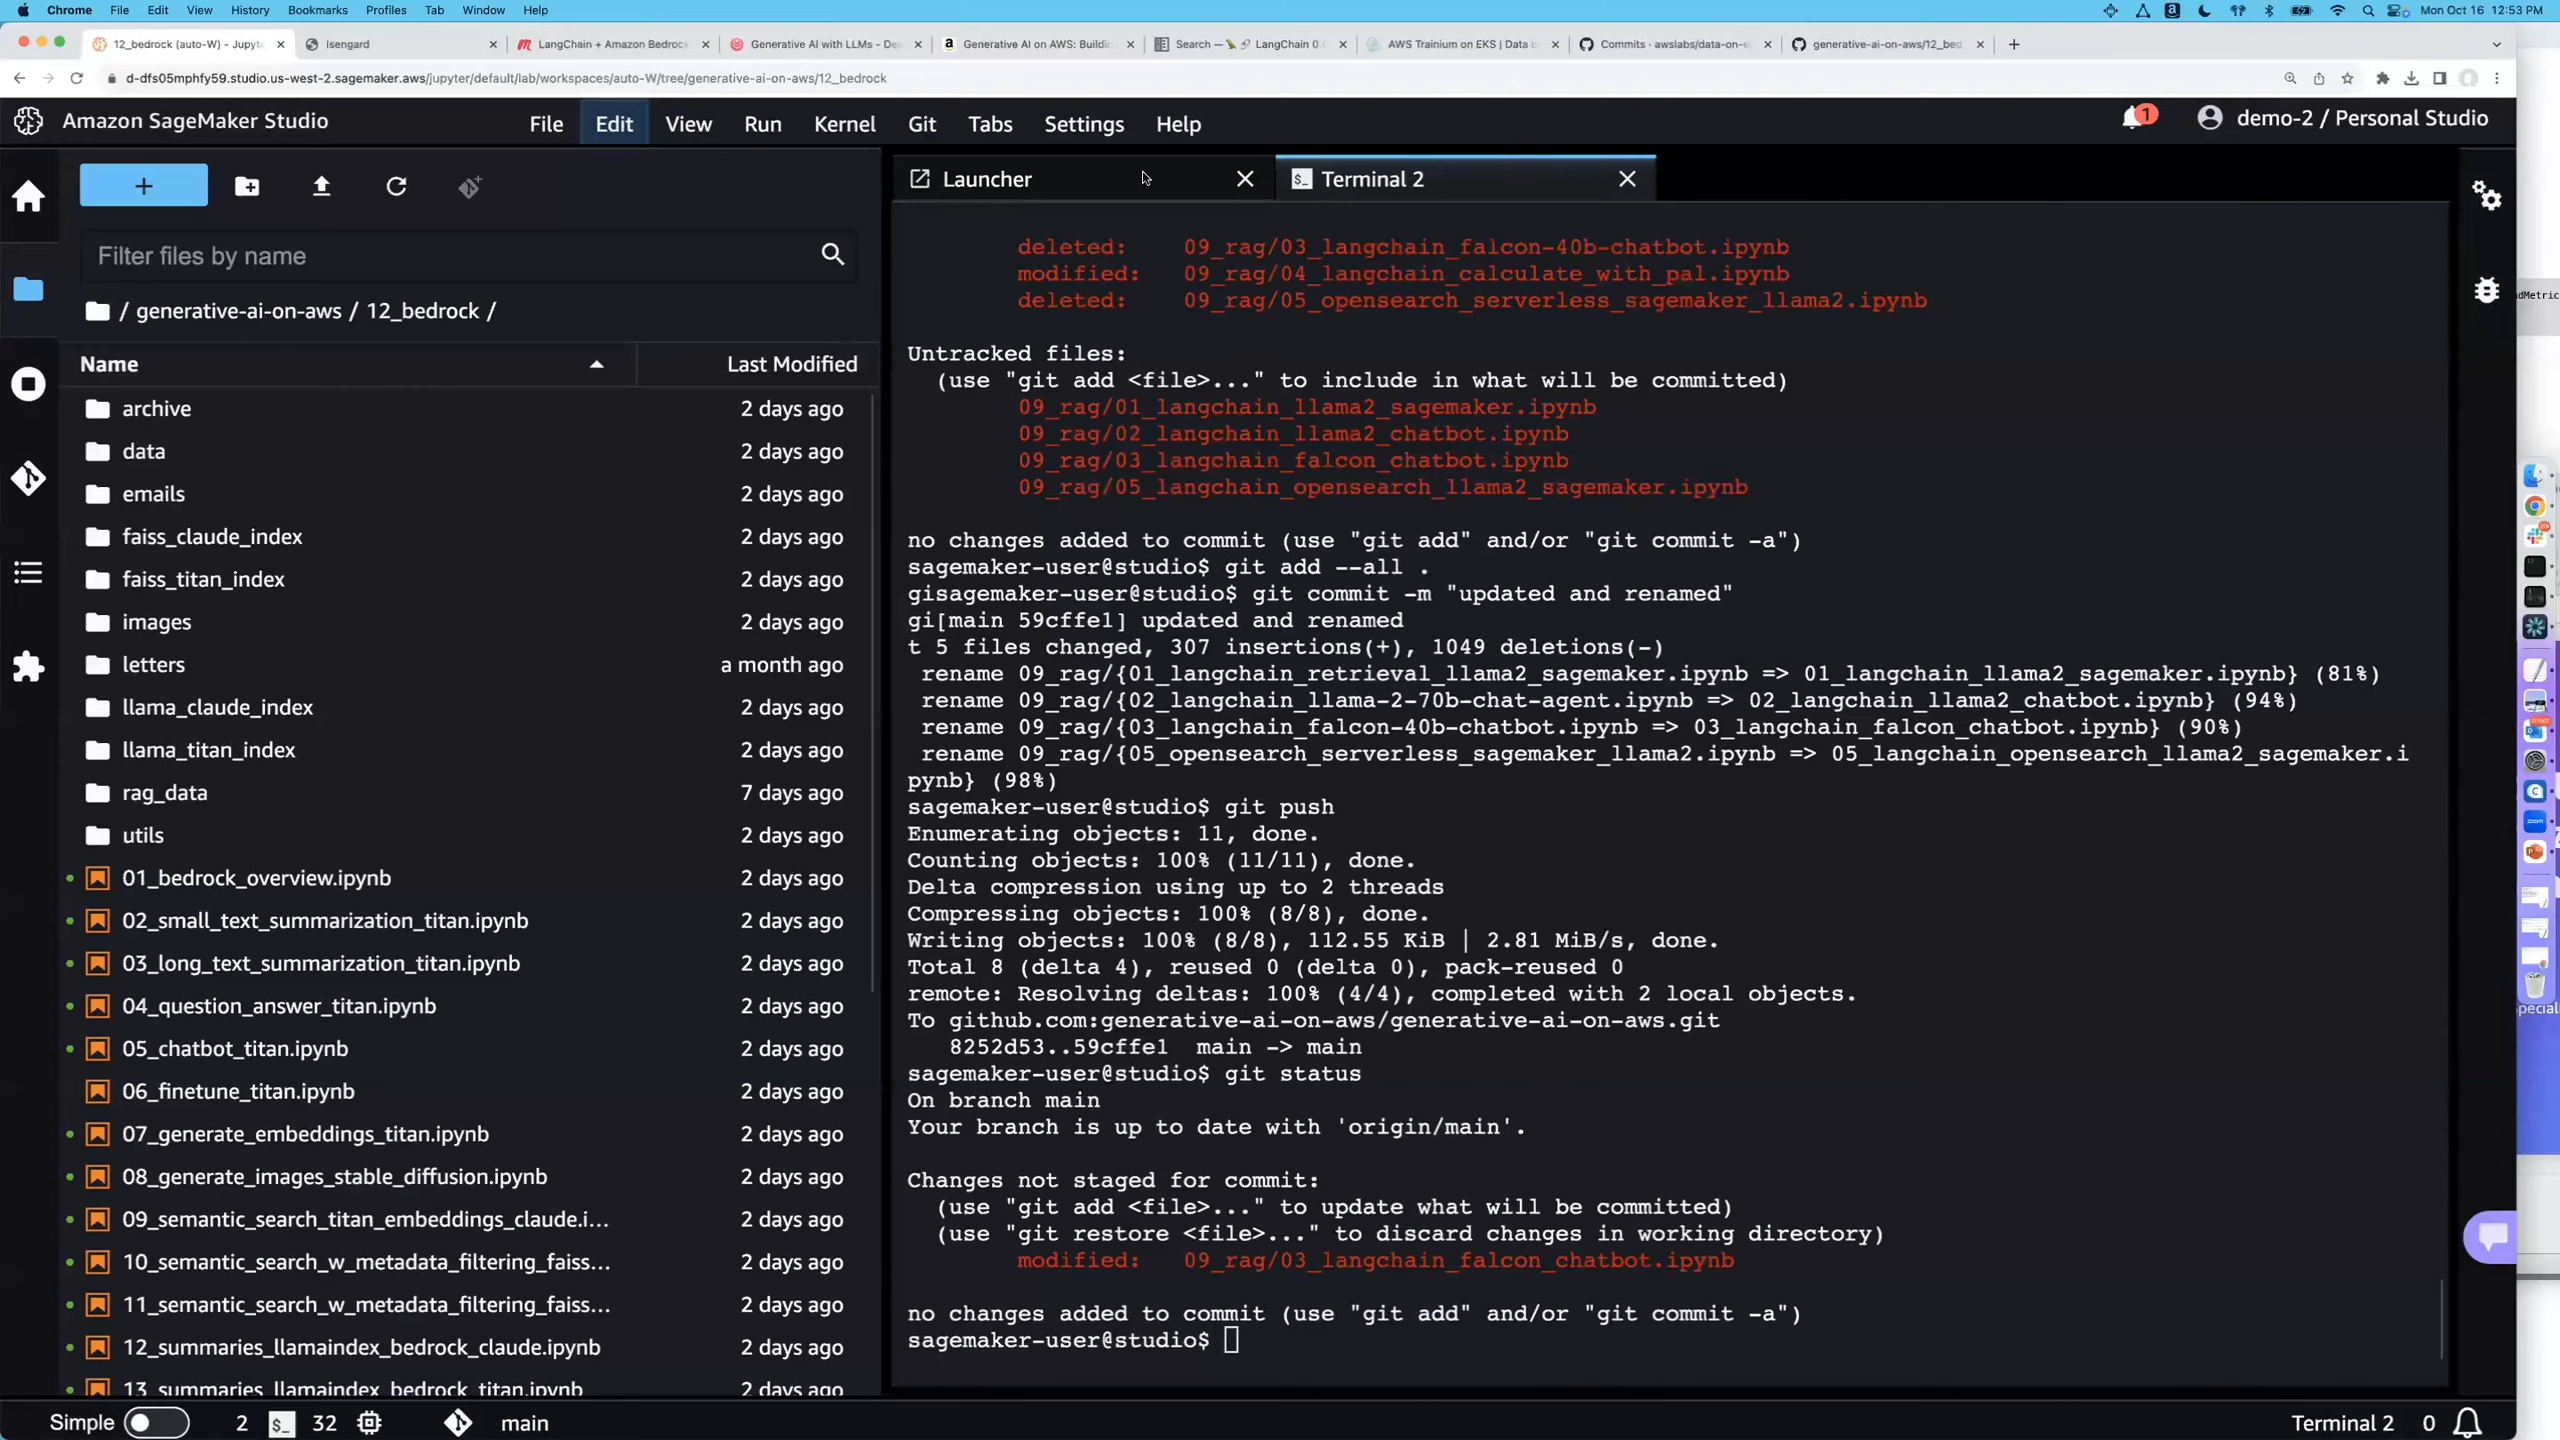 Chrome File Edit View History Bookmarks Profiles Tab Window Help Mon Oct 16 12:53 PM
12_bedrock (auto-W) - Jupyte
Isengard
LangChain + Amazon Bedrock
Generative AI with LLMs - De
Generative AI on AWS: Buildi
Search — LangChain 0.
AWS Trainium on EKS | Data o
Commits · awslabs/data-on-e
generative-ai-on-aws/12_bed
d-dfs05mphfy59.studio.us-west-2.sagemaker.aws/jupyter/default/lab/workspaces/auto-W/tree/generative-ai-on-aws/12_bedrock
Amazon SageMaker Studio
File Edit View Run Kernel Git Tabs Settings Help
1
demo-2 / Personal Studio
+
Filter files by name
/ generative-ai-on-aws / 12_bedrock /
Name Last Modified
archive 2 days ago
data 2 days ago
emails 2 days ago
faiss_claude_index 2 days ago
faiss_titan_index 2 days ago
images 2 days ago
letters a month ago
llama_claude_index 2 days ago
llama_titan_index 2 days ago
rag_data 7 days ago
utils 2 days ago
01_bedrock_overview.ipynb 2 days ago
02_small_text_summarization_titan.ipynb 2 days ago
03_long_text_summarization_titan.ipynb 2 days ago
04_question_answer_titan.ipynb 2 days ago
05_chatbot_titan.ipynb 2 days ago
06_finetune_titan.ipynb 2 days ago
07_generate_embeddings_titan.ipynb 2 days ago
08_generate_images_stable_diffusion.ipynb 2 days ago
09_semantic_search_titan_embeddings_claude.i... 2 days ago
10_semantic_search_w_metadata_filtering_faiss... 2 days ago
11_semantic_search_w_metadata_filtering_faiss... 2 days ago
12_summaries_llamaindex_bedrock_claude.ipynb 2 days ago
13_summaries_llamaindex_bedrock_titan.ipynb 2 days ago
Launcher
Terminal 2
deleted: 09_rag/03_langchain_falcon-40b-chatbot.ipynb
modified: 09_rag/04_langchain_calculate_with_pal.ipynb
deleted: 09_rag/05_opensearch_serverless_sagemaker_llama2.ipynb
Untracked files:
(use "git add <file>..." to include in what will be committed)
09_rag/01_langchain_llama2_sagemaker.ipynb
09_rag/02_langchain_llama2_chatbot.ipynb
09_rag/03_langchain_falcon_chatbot.ipynb
09_rag/05_langchain_opensearch_llama2_sagemaker.ipynb
no changes added to commit (use "git add" and/or "git commit -a")
sagemaker-user@studio$ git add --all .
gisagemaker-user@studio$ git commit -m "updated and renamed"
gi[main 59cffe1] updated and renamed
t 5 files changed, 307 insertions(+), 1049 deletions(-)
rename 09_rag/{01_langchain_retrieval_llama2_sagemaker.ipynb => 01_langchain_llama2_sagemaker.ipynb} (81%)
rename 09_rag/{02_langchain_llama-2-70b-chat-agent.ipynb => 02_langchain_llama2_chatbot.ipynb} (94%)
rename 09_rag/{03_langchain_falcon-40b-chatbot.ipynb => 03_langchain_falcon_chatbot.ipynb} (90%)
rename 09_rag/{05_opensearch_serverless_sagemaker_llama2.ipynb => 05_langchain_opensearch_llama2_sagemaker.i
pynb} (98%)
sagemaker-user@studio$ git push
Enumerating objects: 11, done.
Counting objects: 100% (11/11), done.
Delta compression using up to 2 threads
Compressing objects: 100% (8/8), done.
Writing objects: 100% (8/8), 112.55 KiB | 2.81 MiB/s, done.
Total 8 (delta 4), reused 0 (delta 0), pack-reused 0
remote: Resolving deltas: 100% (4/4), completed with 2 local objects.
To github.com:generative-ai-on-aws/generative-ai-on-aws.git
8252d53..59cffe1 main -> main
sagemaker-user@studio$ git status
On branch main
Your branch is up to date with 'origin/main'.
Changes not staged for commit:
(use "git add <file>..." to update what will be committed)
(use "git restore <file>..." to discard changes in working directory)
modified: 09_rag/03_langchain_falcon_chatbot.ipynb
no changes added to commit (use "git add" and/or "git commit -a")
sagemaker-user@studio$
Simple 2 $_ 32 main
Terminal 2 0
zoom